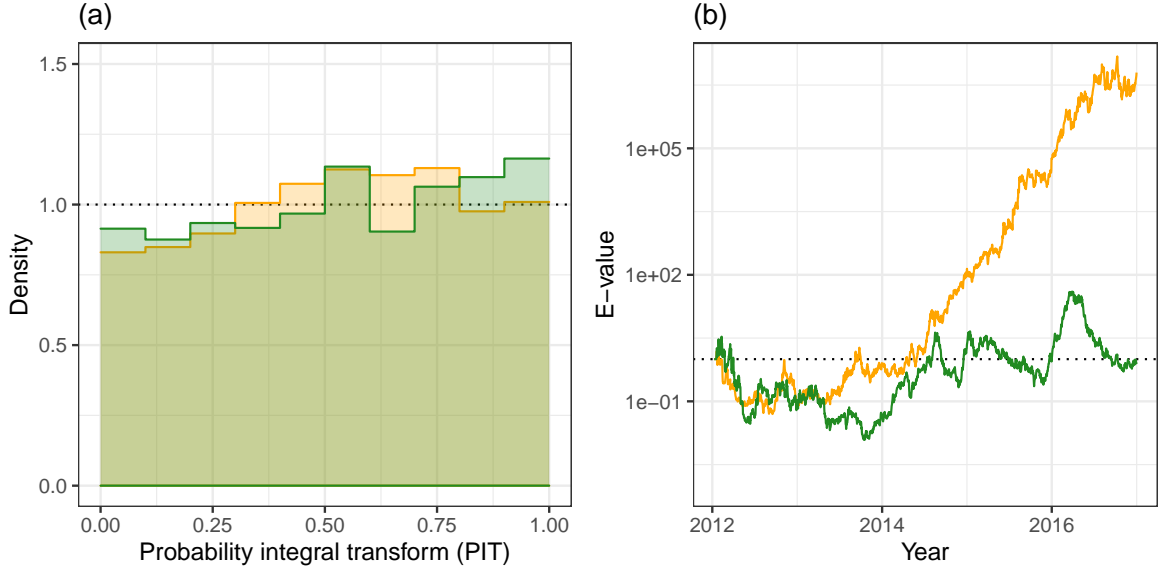 (a)
1.5
1.0
0.5
0.0
Density
0.00 0.25 0.50 0.75 1.00
Probability integral transform (PIT)
(b)
1e+05
1e+02
1e−01
E−value
2012 2014 2016
Year